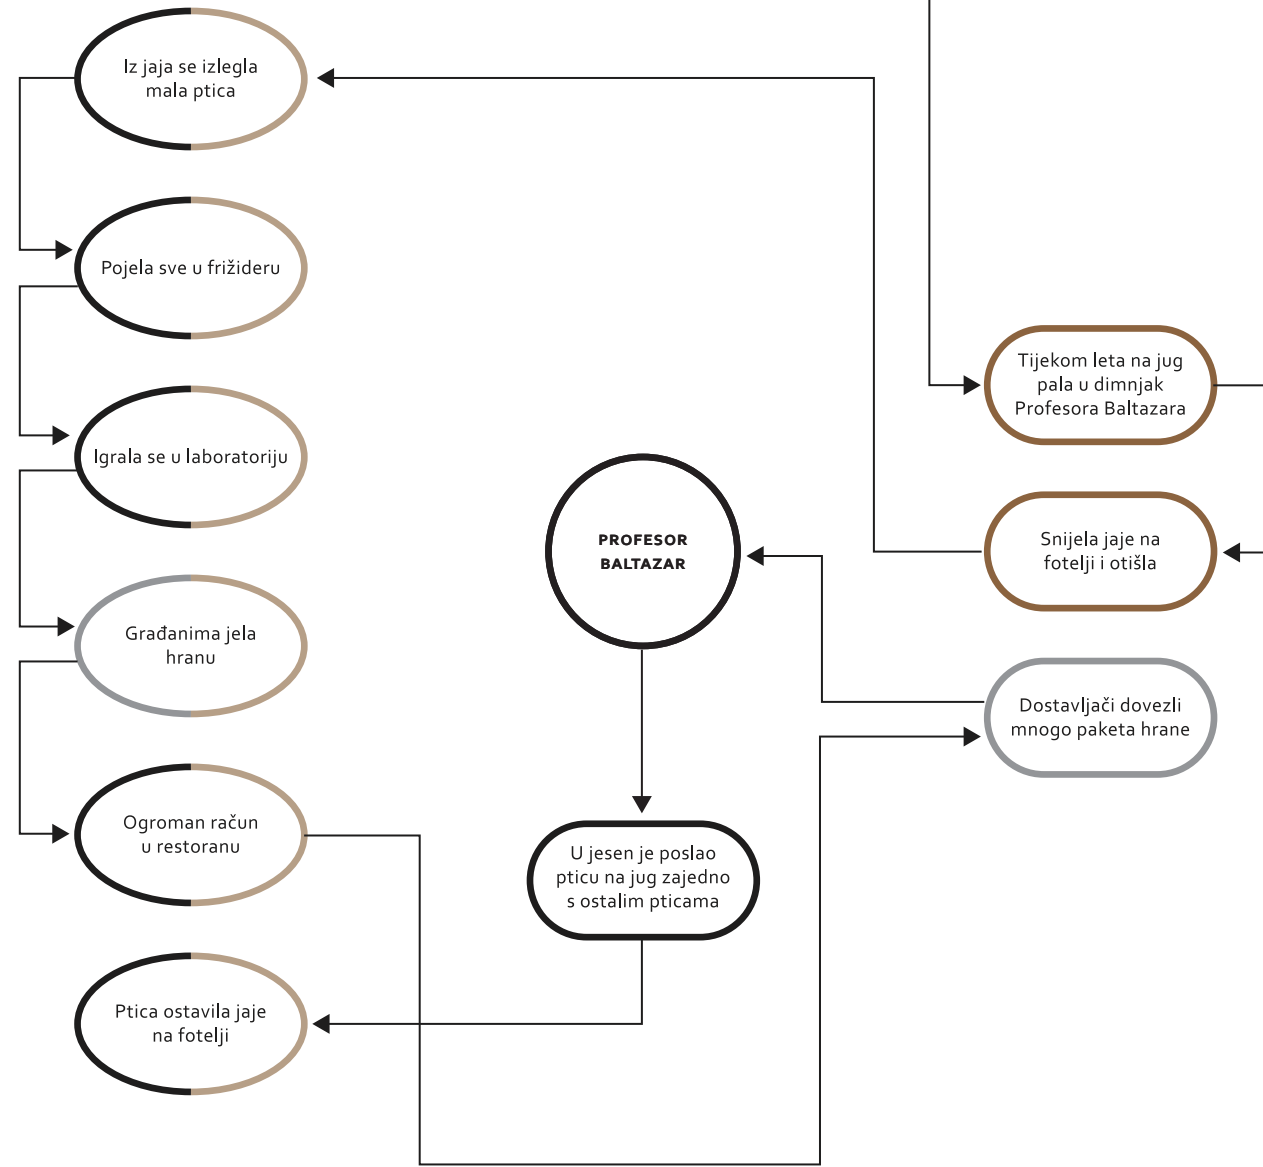 Iz jaja se izlegla
mala ptica
Pojela sve u frižideru
Igrala se u laboratoriju
Građanima jela
hranu
Ogroman račun
u restoranu
Ptica ostavila jaje
na fotelji
PROFESOR
BALTAZAR
U jesen je poslao
pticu na jug zajedno
s ostalim pticama
Tijekom leta na jug
pala u dimnjak
Profesora Baltazara
Snijela jaje na
fotelji i otišla
Dostavljači dovezli
mnogo paketa hrane